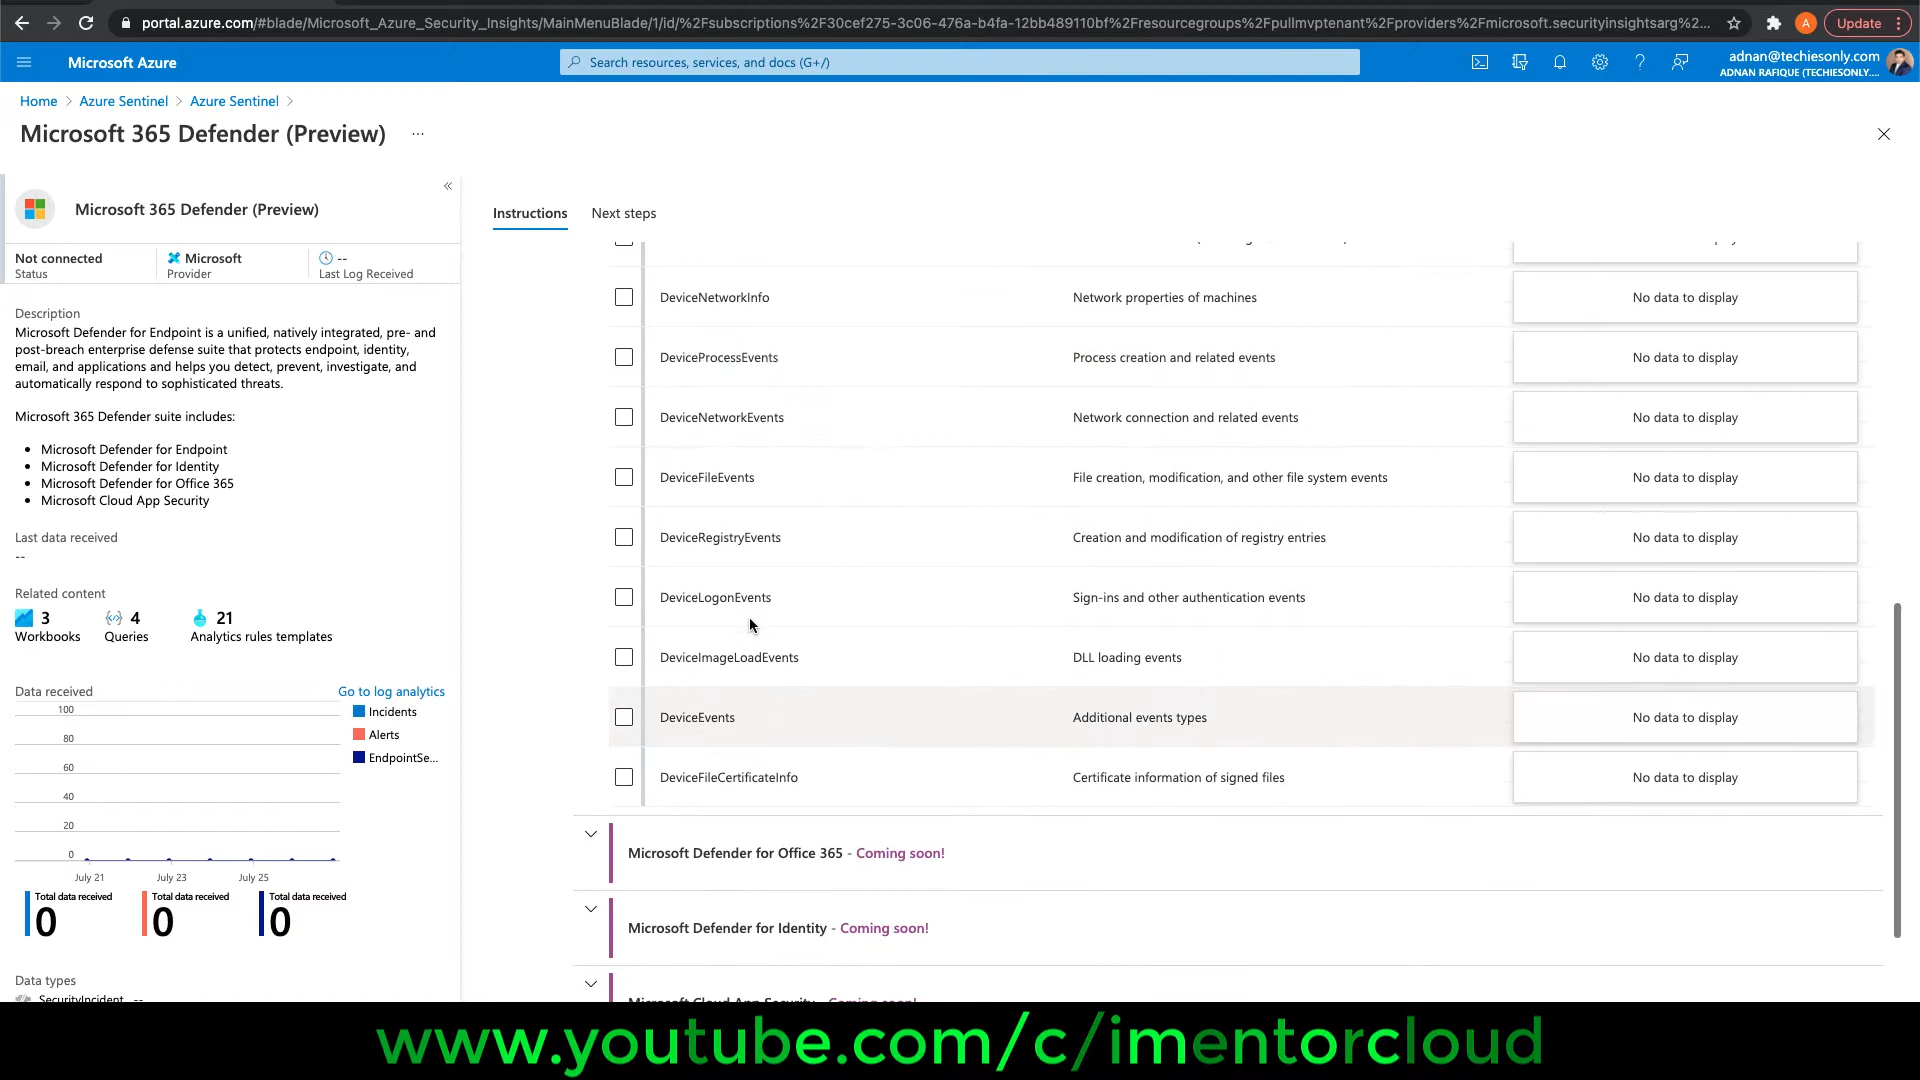 portal.azure.com/#blade/Microsoft_Azure_Security_Insights/MainMenuBlade/1/id/%2Fsubscriptions%2F30cef275-3c06-476a-b4fa-12bb489110bf%2Fresourcegroups%2Fpullmvptenant%2Fproviders%2Fmicrosoft.securityinsightsarg%2...
A
Update
Microsoft Azure
Search resources, services, and docs (G+/)
adnan@techiesonly.com
ADNAN RAFIQUE (TECHIESONLY....
Home > Azure Sentinel > Azure Sentinel >
Microsoft 365 Defender (Preview) ...
Microsoft 365 Defender (Preview)
Not connected
Status
Microsoft
Provider
--
Last Log Received
Description
Microsoft Defender for Endpoint is a unified, natively integrated, pre- and
post-breach enterprise defense suite that protects endpoint, identity,
email, and applications and helps you detect, prevent, investigate, and
automatically respond to sophisticated threats.
Microsoft 365 Defender suite includes:
• Microsoft Defender for Endpoint
• Microsoft Defender for Identity
• Microsoft Defender for Office 365
• Microsoft Cloud App Security
Last data received
--
Related content
3
Workbooks
4
Queries
21
Analytics rules templates
Data received
Go to log analytics
100
80
60
40
20
0
July 21
July 23
July 25
Incidents
Alerts
EndpointSe...
Total data received
0
Total data received
0
Total data received
0
Data types
SecurityIncident --
Instructions
Next steps
DeviceNetworkInfo Network properties of machines No data to display
DeviceProcessEvents Process creation and related events No data to display
DeviceNetworkEvents Network connection and related events No data to display
DeviceFileEvents File creation, modification, and other file system events No data to display
DeviceRegistryEvents Creation and modification of registry entries No data to display
DeviceLogonEvents Sign-ins and other authentication events No data to display
DeviceImageLoadEvents DLL loading events No data to display
DeviceEvents Additional events types No data to display
DeviceFileCertificateInfo Certificate information of signed files No data to display
Microsoft Defender for Office 365 - Coming soon!
Microsoft Defender for Identity - Coming soon!
Microsoft Cloud App Security - Coming soon!
www.youtube.com/c/imentorcloud